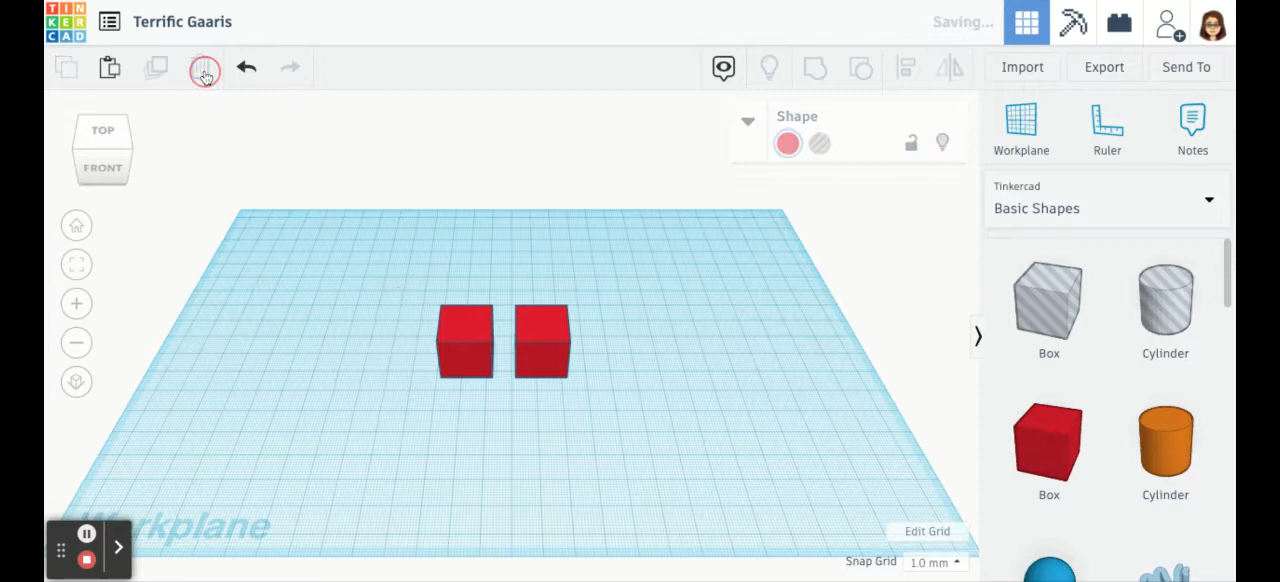 TIN
KER
CAD
Terrific Gaaris
Saving...
Import
Export
Send To
TOP
FRONT
Shape
Workplane
Ruler
Notes
Tinkercad
Basic Shapes
Box
Cylinder
Box
Cylinder
Workplane
Edit Grid
Snap Grid
1.0 mm